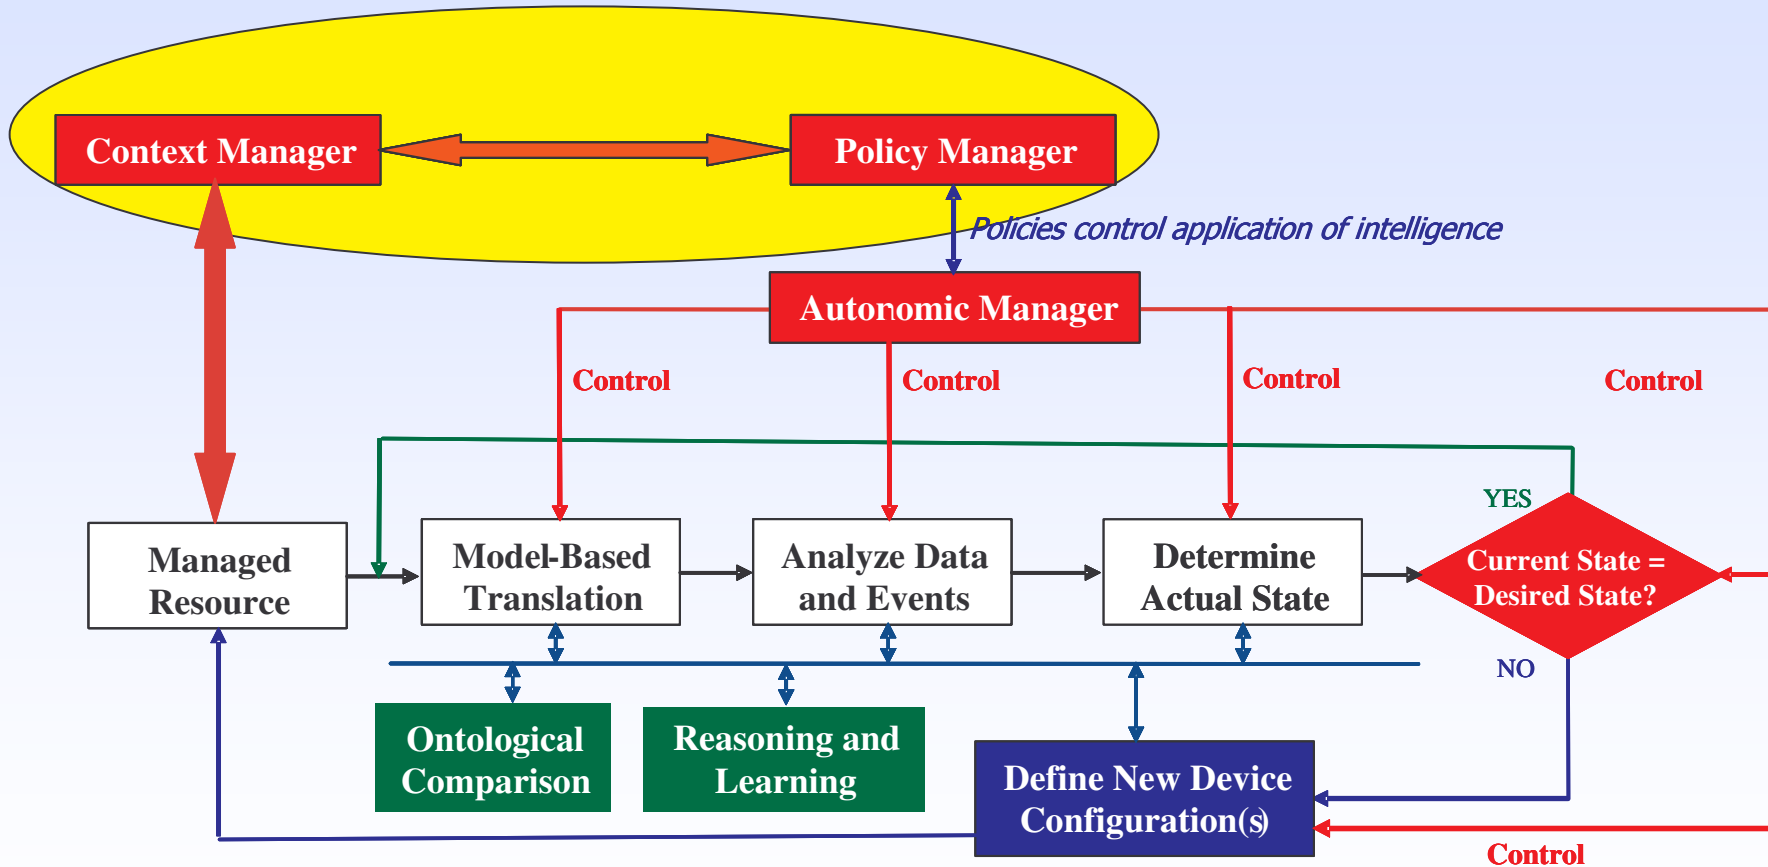 Context Manager
Policy Manager
Policies control application of intelligence
Autonomic Manager
Control
Control
Control
Control
YES
Managed
Resource
Model-Based
Translation
Analyze Data
and Events
Determine
Actual State
Current State =
Desired State?
NO
Ontological
Comparison
Reasoning and
Learning
Define New Device
Configuration(s)
Control